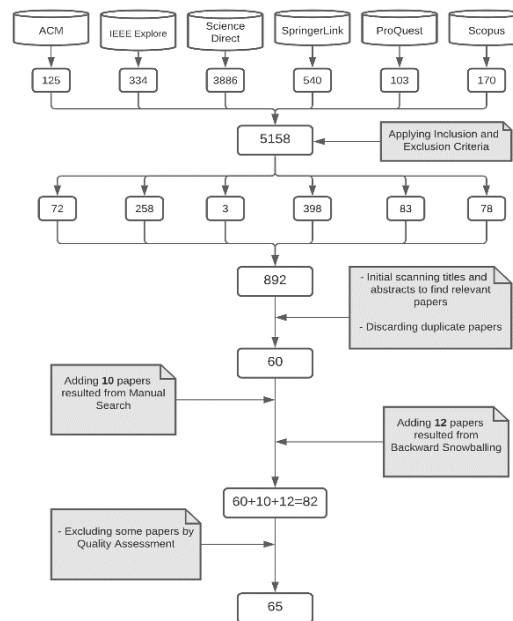 ACM
IEEE Explore
Science
Direct
SpringerLink
ProQuest
Scopus
125
334
3886
540
103
170
5158
Applying Inclusion and
Exclusion Criteria
72
258
3
398
83
78
892
- Initial scanning titles and
abstracts to find relevant
papers
- Discarding duplicate papers
60
Adding 10 papers
resulted from Manual
Search
Adding 12 papers
resulted from
Backward Snowballing
60+10+12=82
- Excluding some papers by
Quality Assessment
65